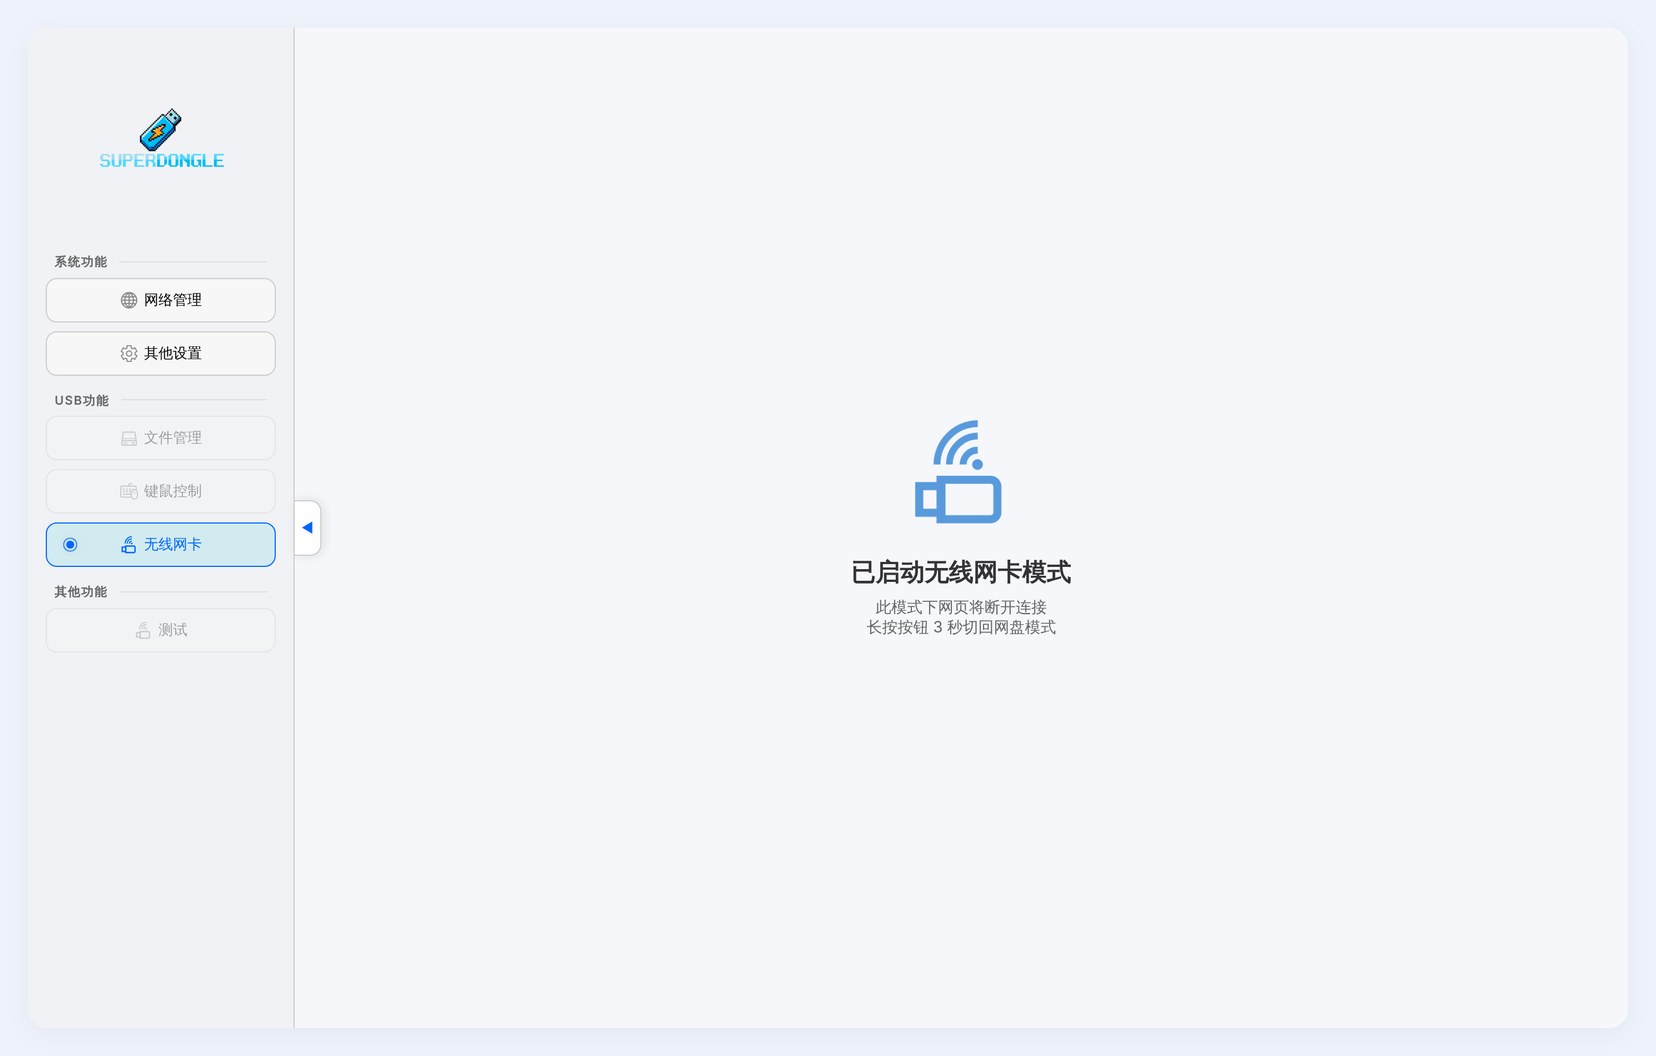 SUPERDONGLE
系统功能
网络管理
其他设置
USB功能
文件管理
键鼠控制
无线网卡
其他功能
测试
已启动无线网卡模式
此模式下网页将断开连接
长按按钮 3 秒切回网盘模式